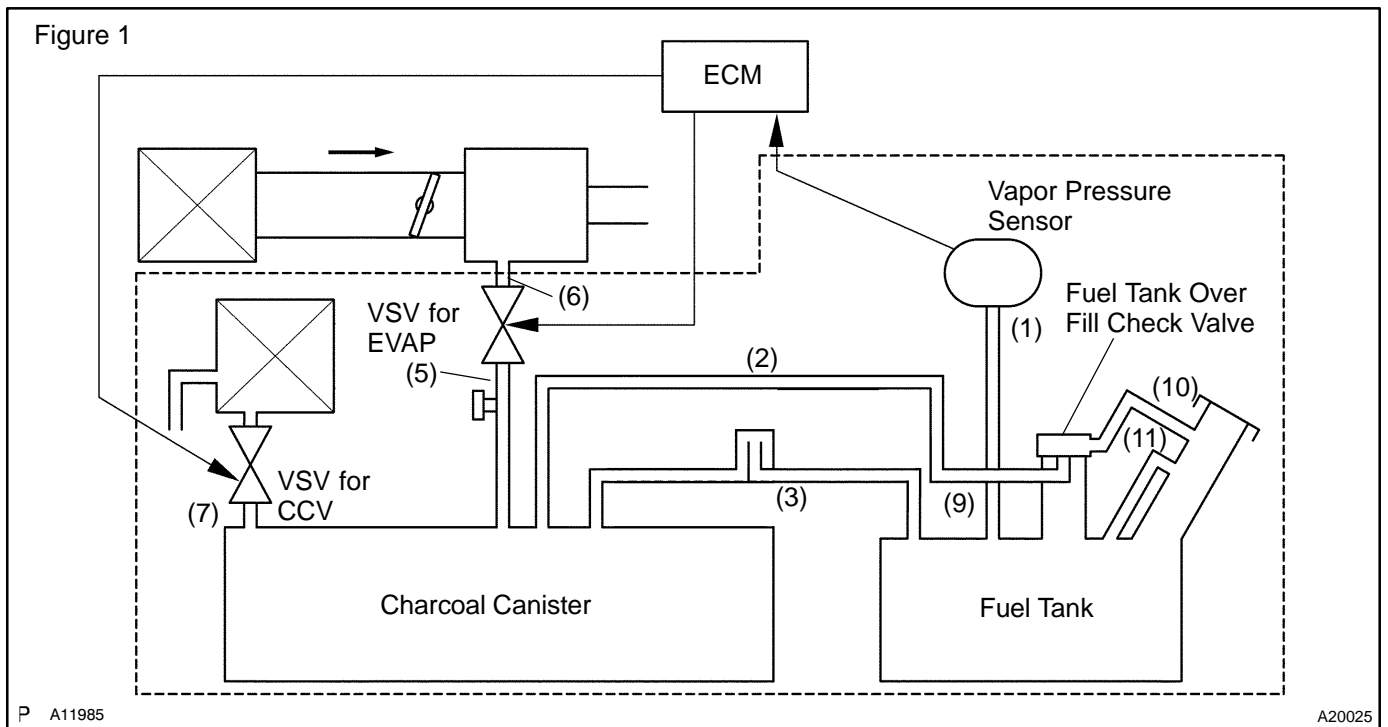 Figure 1
ECM
Vapor Pressure
Sensor
(6)
Fuel Tank Over
Fill Check Valve
VSV for
EVAP
(1)
(5)
(2)
(10)
(11)
VSV for
CCV
(3)
(9)
(7)
Charcoal Canister
Fuel Tank
P A11985
A20025